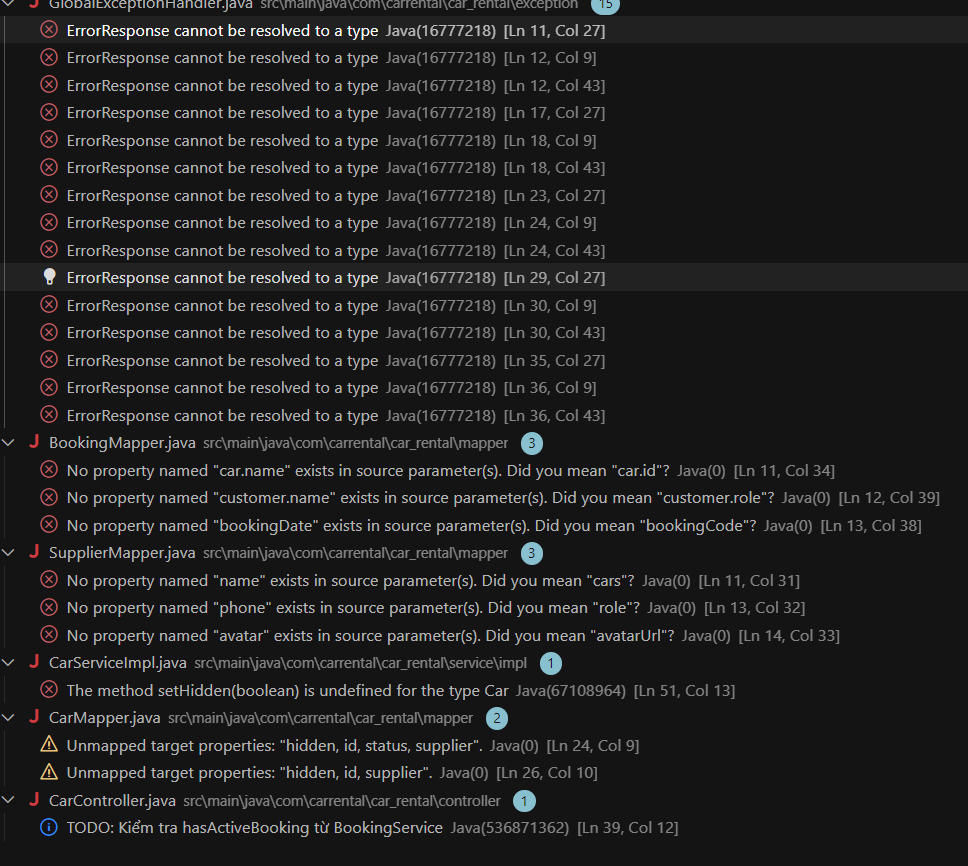 GlobalExceptionHandler.java src\main\java\com\carrental\car_rental\exception 15
ErrorResponse cannot be resolved to a type Java(16777218) [Ln 11, Col 27]
ErrorResponse cannot be resolved to a type Java(16777218) [Ln 12, Col 9]
ErrorResponse cannot be resolved to a type Java(16777218) [Ln 12, Col 43]
ErrorResponse cannot be resolved to a type Java(16777218) [Ln 17, Col 27]
ErrorResponse cannot be resolved to a type Java(16777218) [Ln 18, Col 9]
ErrorResponse cannot be resolved to a type Java(16777218) [Ln 18, Col 43]
ErrorResponse cannot be resolved to a type Java(16777218) [Ln 23, Col 27]
ErrorResponse cannot be resolved to a type Java(16777218) [Ln 24, Col 9]
ErrorResponse cannot be resolved to a type Java(16777218) [Ln 24, Col 43]
ErrorResponse cannot be resolved to a type Java(16777218) [Ln 29, Col 27]
ErrorResponse cannot be resolved to a type Java(16777218) [Ln 30, Col 9]
ErrorResponse cannot be resolved to a type Java(16777218) [Ln 30, Col 43]
ErrorResponse cannot be resolved to a type Java(16777218) [Ln 35, Col 27]
ErrorResponse cannot be resolved to a type Java(16777218) [Ln 36, Col 9]
ErrorResponse cannot be resolved to a type Java(16777218) [Ln 36, Col 43]
J BookingMapper.java src\main\java\com\carrental\car_rental\mapper 3
No property named "car.name" exists in source parameter(s). Did you mean "car.id"? Java(0) [Ln 11, Col 34]
No property named "customer.name" exists in source parameter(s). Did you mean "customer.role"? Java(0) [Ln 12, Col 39]
No property named "bookingDate" exists in source parameter(s). Did you mean "bookingCode"? Java(0) [Ln 13, Col 38]
J SupplierMapper.java src\main\java\com\carrental\car_rental\mapper 3
No property named "name" exists in source parameter(s). Did you mean "cars"? Java(0) [Ln 11, Col 31]
No property named "phone" exists in source parameter(s). Did you mean "role"? Java(0) [Ln 13, Col 32]
No property named "avatar" exists in source parameter(s). Did you mean "avatarUrl"? Java(0) [Ln 14, Col 33]
J CarServiceImpl.java src\main\java\com\carrental\car_rental\service\impl 1
The method setHidden(boolean) is undefined for the type Car Java(67108964) [Ln 51, Col 13]
J CarMapper.java src\main\java\com\carrental\car_rental\mapper 2
Unmapped target properties: "hidden, id, status, supplier". Java(0) [Ln 24, Col 9]
Unmapped target properties: "hidden, id, supplier". Java(0) [Ln 26, Col 10]
J CarController.java src\main\java\com\carrental\car_rental\controller 1
TODO: Kiểm tra hasActiveBooking từ BookingService Java(536871362) [Ln 39, Col 12]